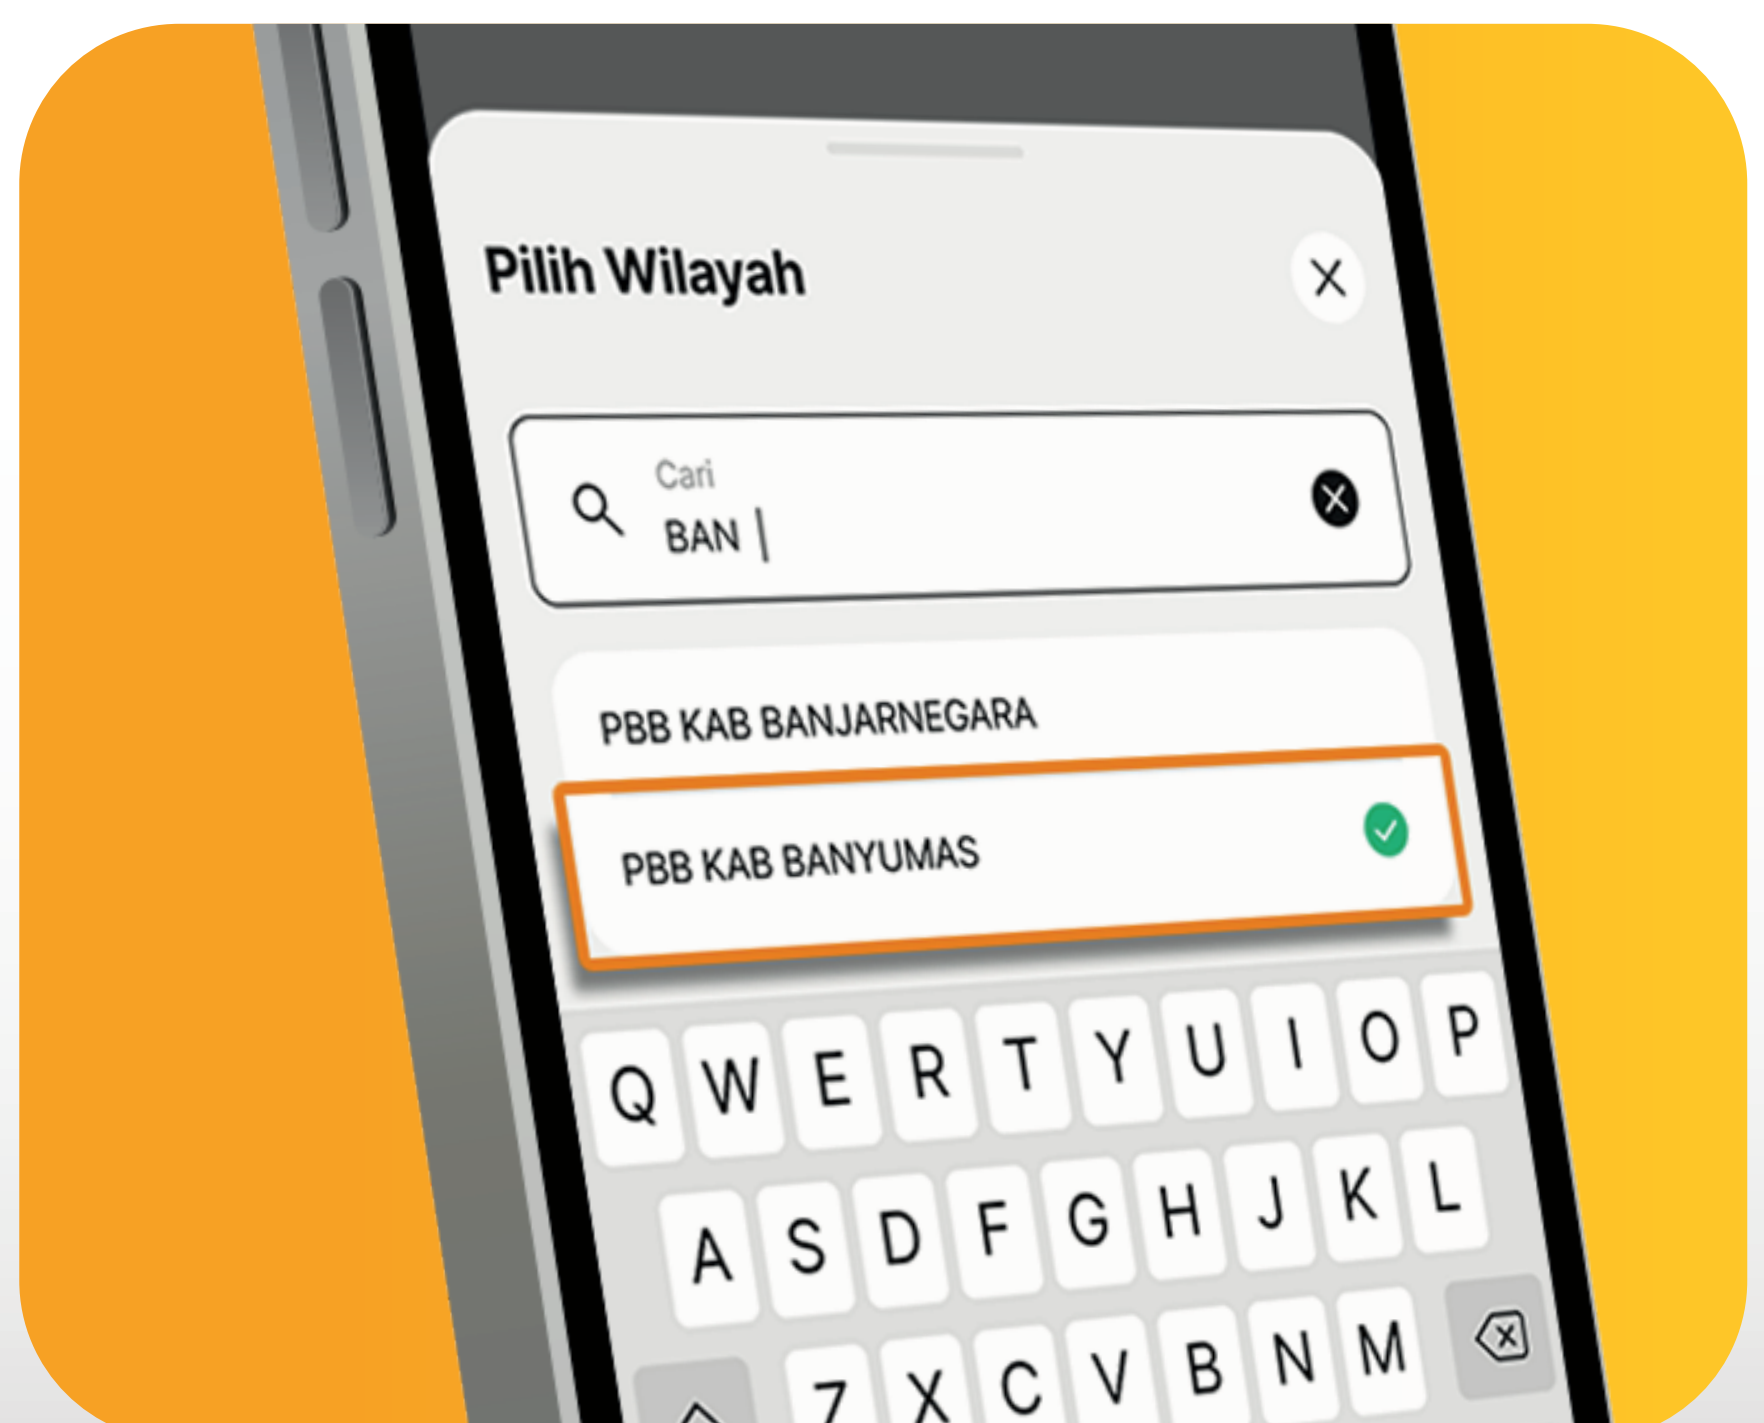 Pilih Wilayah
Cari
BAN
PBB KAB BANJARNEGARA
PBB KAB BANYUMAS
Q W E R T Y U I O P
A S D F G H J K L
Z X C V B N M